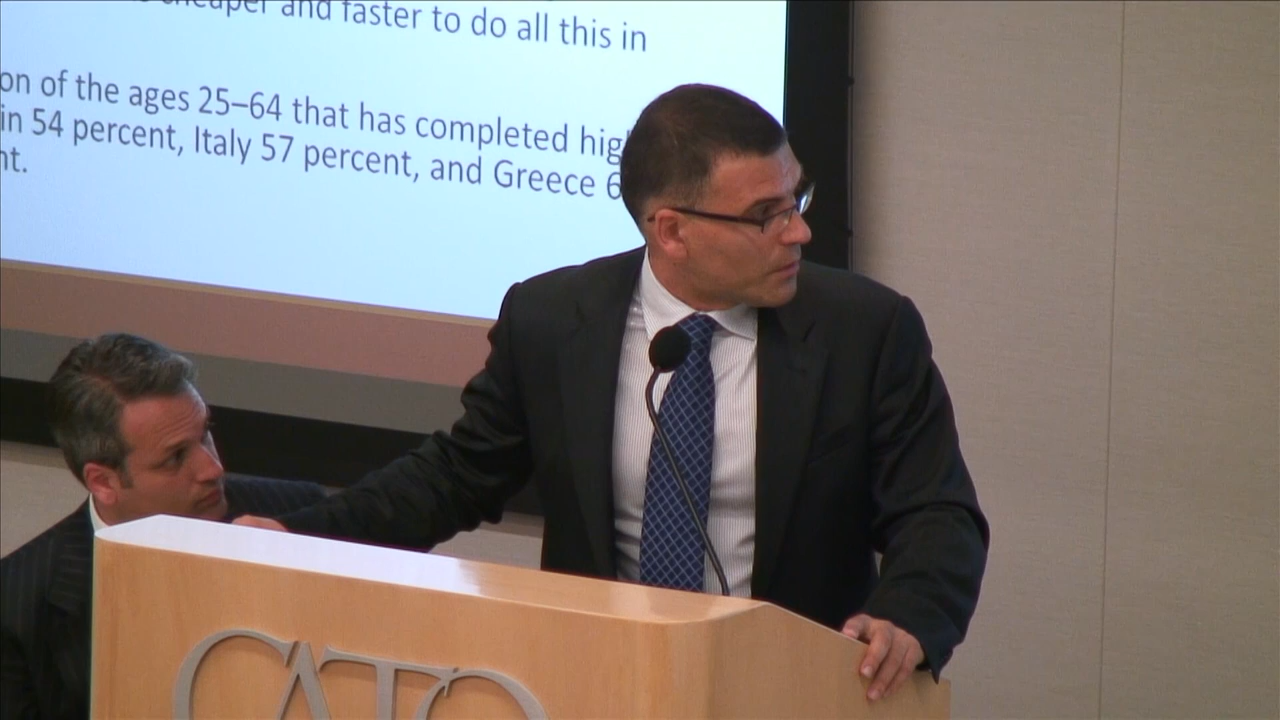 cheaper and faster to do all this in
on of the ages 25–64 that has completed hig
in 54 percent, Italy 57 percent, and Greece 6
nt.
CATO